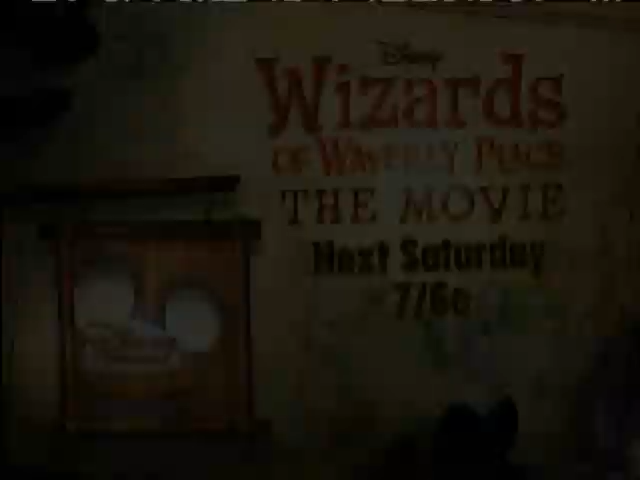 Disney
Wizards
OF WAVERLY PLACE
THE MOVIE
Next Saturday
7/6c